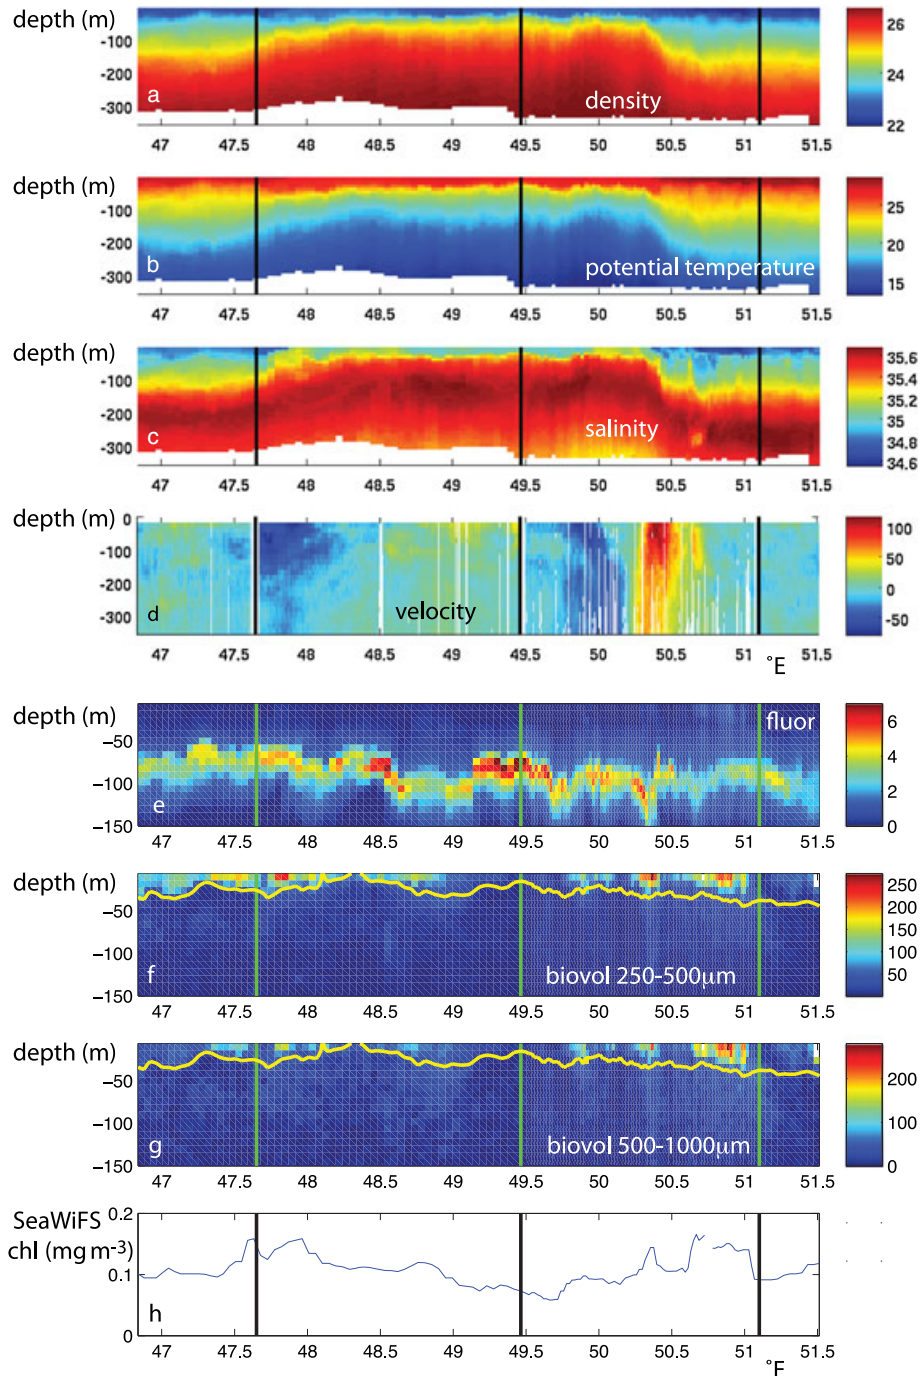 depth (m)
-100
-200
-300
a
density
26
24
22
47 47.5 48 48.5 49 49.5 50 50.5 51 51.5
depth (m)
-100
-200
-300
b
potential temperature
25
20
15
47 47.5 48 48.5 49 49.5 50 50.5 51 51.5
depth (m)
-100
-200
-300
c
salinity
35.6
35.4
35.2
35
34.8
34.6
47 47.5 48 48.5 49 49.5 50 50.5 51 51.5
depth (m)
0
-100
-200
-300
d
velocity
100
50
0
-50
47 47.5 48 48.5 49 49.5 50 50.5 51 51.5
°E
depth (m)
−50
−100
−150
e
fluor
6
4
2
0
47 47.5 48 48.5 49 49.5 50 50.5 51 51.5
depth (m)
−50
−100
−150
f
biovol 250-500μm
250
200
150
100
50
47 47.5 48 48.5 49 49.5 50 50.5 51 51.5
depth (m)
−50
−100
−150
g
biovol 500-1000μm
200
100
0
47 47.5 48 48.5 49 49.5 50 50.5 51 51.5
SeaWiFS
chl (mg m-3)
0.2
0.1
0
h
47 47.5 48 48.5 49 49.5 50 50.5 51 51.5
°E